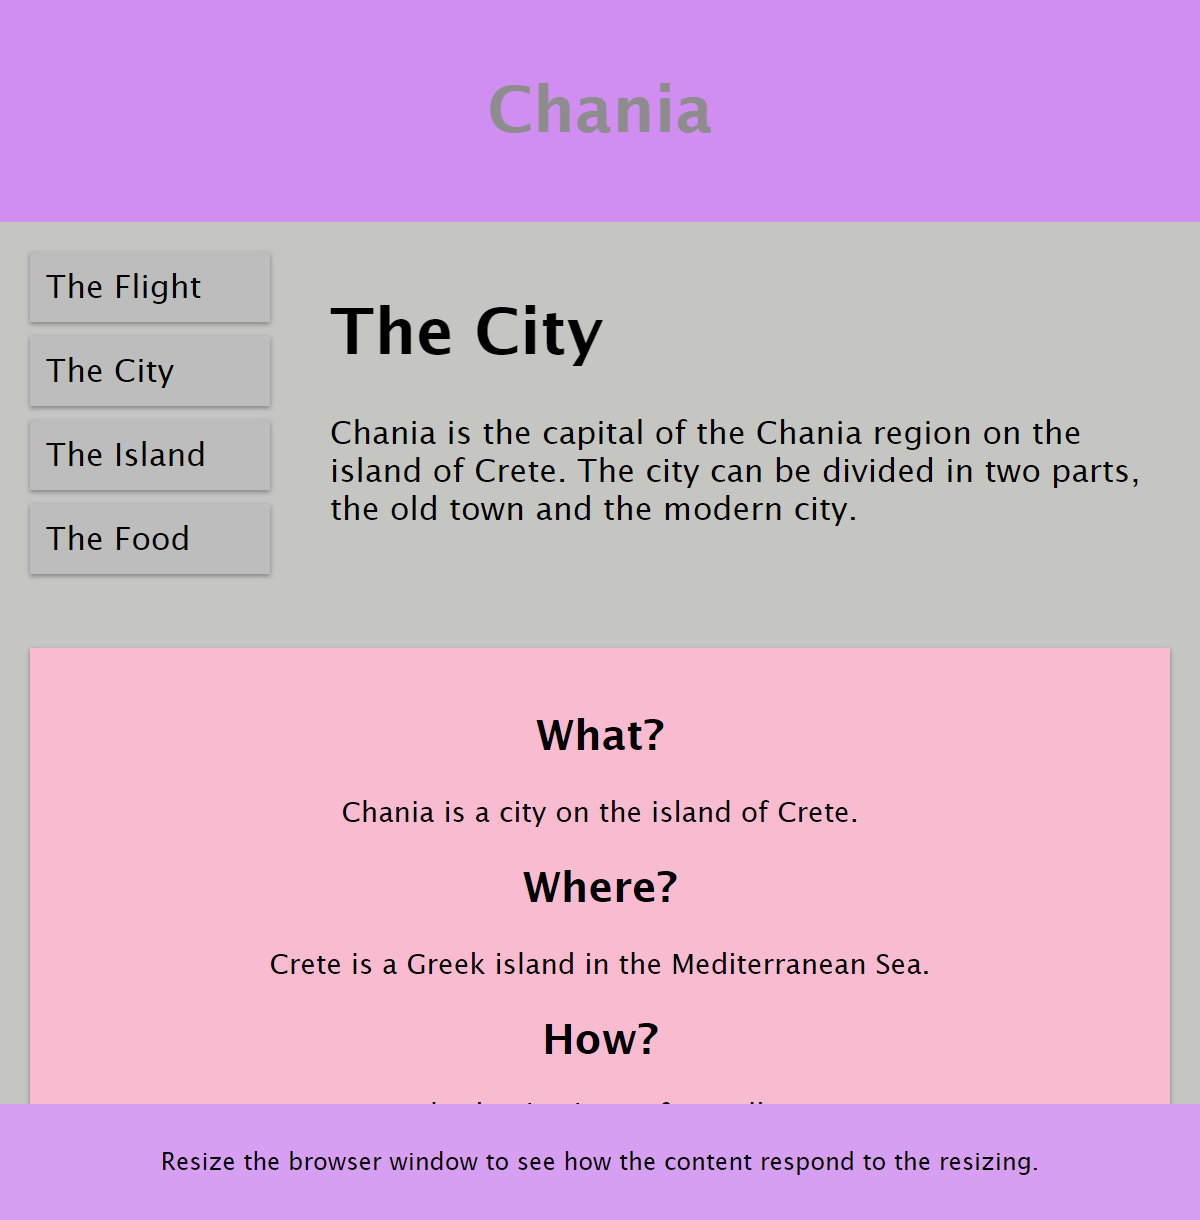 Chania
The Flight
The City
The Island
The Food
The City
Chania is the capital of the Chania region on the
island of Crete. The city can be divided in two parts,
the old town and the modern city.
What?
Chania is a city on the island of Crete.
Where?
Crete is a Greek island in the Mediterranean Sea.
How?
Resize the browser window to see how the content respond to the resizing.